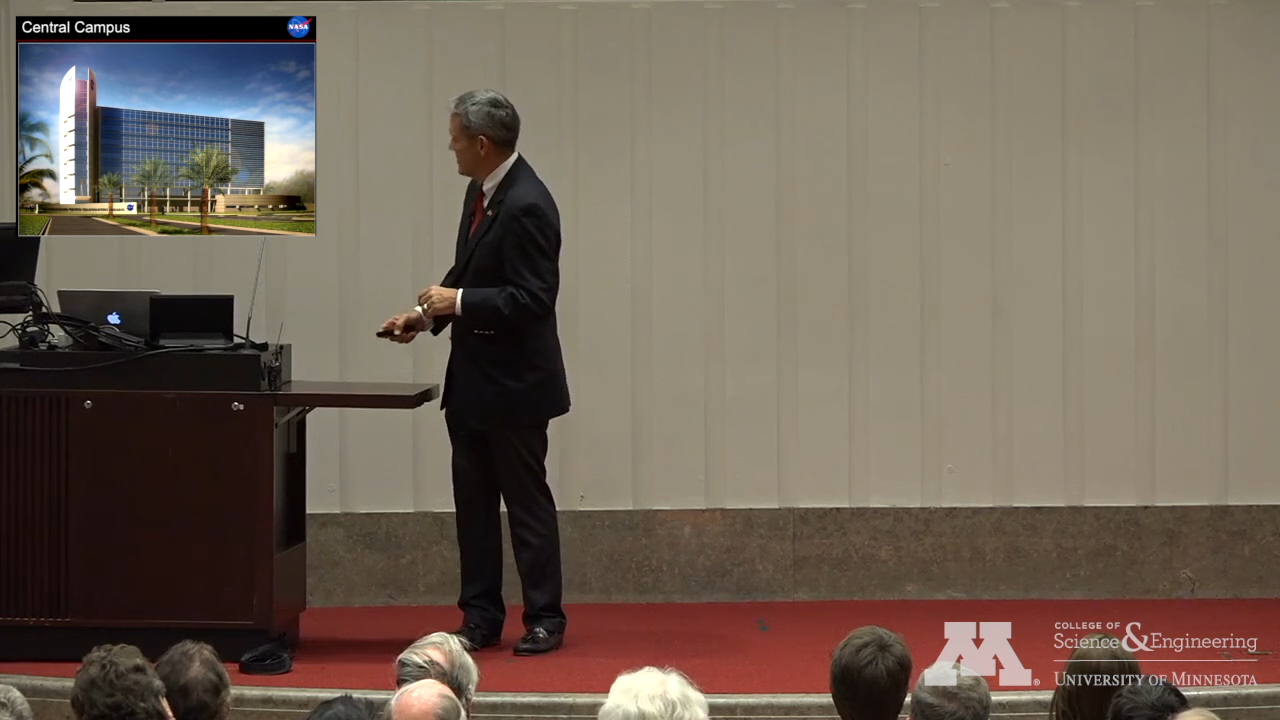 Central Campus
NASA
COLLEGE OF
Science & Engineering
UNIVERSITY OF MINNESOTA
M®